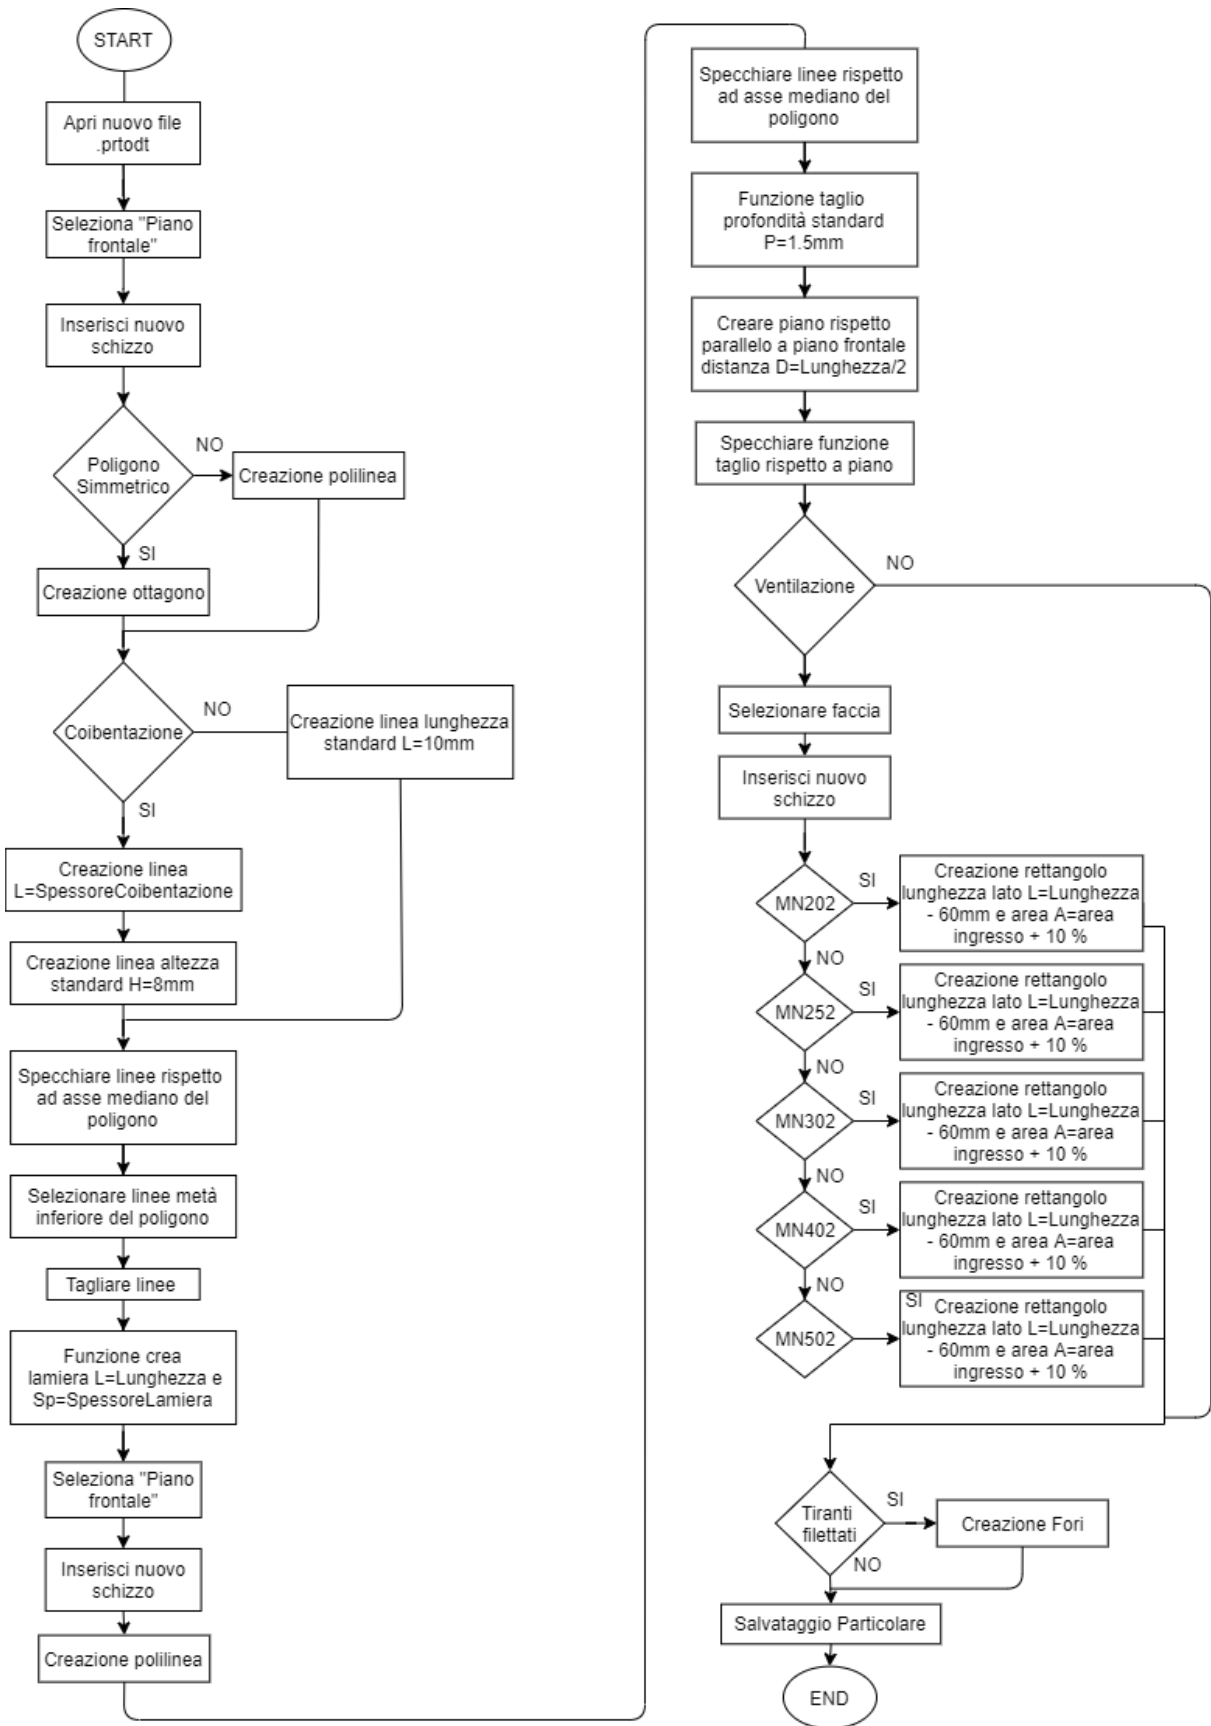 START
Apri nuovo file
.prtodt
Seleziona "Piano
frontale"
Inserisci nuovo
schizzo
Poligono
Simmetrico
NO
Creazione polilinea
SI
Creazione ottagono
Coibentazione
NO
Creazione linea lunghezza
standard L=10mm
SI
Creazione linea
L=SpessoreCoibentazione
Creazione linea altezza
standard H=8mm
Specchiare linee rispetto
ad asse mediano del
poligono
Selezionare linee metà
inferiore del poligono
Tagliare linee
Funzione crea
lamiera L=Lunghezza e
Sp=SpessoreLamiera
Seleziona "Piano
frontale"
Inserisci nuovo
schizzo
Creazione polilinea
Specchiare linee rispetto
ad asse mediano del
poligono
Funzione taglio
profondità standard
P=1.5mm
Creare piano rispetto
parallelo a piano frontale
distanza D=Lunghezza/2
Specchiare funzione
taglio rispetto a piano
Ventilazione
NO
Selezionare faccia
Inserisci nuovo
schizzo
MN202
SI
Creazione rettangolo
lunghezza lato L=Lunghezza
- 60mm e area A=area
ingresso + 10 %
NO
MN252
SI
Creazione rettangolo
lunghezza lato L=Lunghezza
- 60mm e area A=area
ingresso + 10 %
NO
MN302
SI
Creazione rettangolo
lunghezza lato L=Lunghezza
- 60mm e area A=area
ingresso + 10 %
NO
MN402
SI
Creazione rettangolo
lunghezza lato L=Lunghezza
- 60mm e area A=area
ingresso + 10 %
NO
MN502
SI
Creazione rettangolo
lunghezza lato L=Lunghezza
- 60mm e area A=area
ingresso + 10 %
Tiranti
filettati
SI
Creazione Fori
NO
Salvataggio Particolare
END